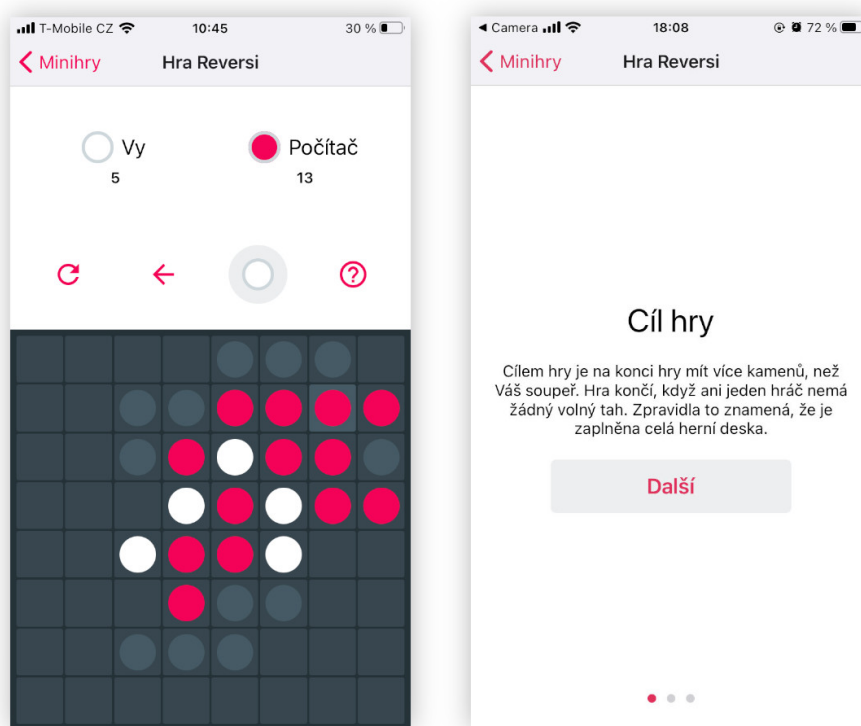 T-Mobile CZ 10:45 30 %
Minihry Hra Reversi
Vy Počítač
5 13
Camera 18:08 72 %
Minihry Hra Reversi
Cíl hry
Cílem hry je na konci hry mít více kamenů, než
Váš soupeř. Hra končí, když ani jeden hráč nemá
žádný volný tah. Zpravidla to znamená, že je
zaplněna celá herní deska.
Další